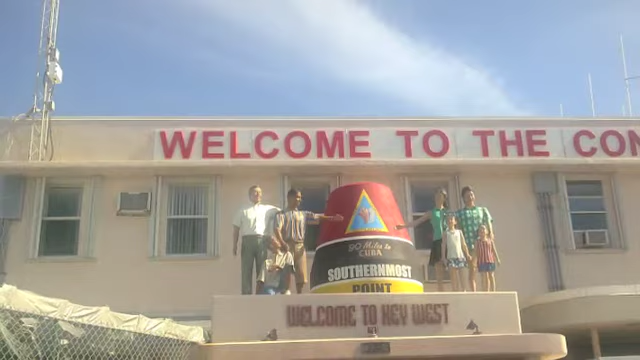 WELCOME TO THE CON
90 Miles to
CUBA
SOUTHERNMOST
POINT
WELCOME TO KEY WEST